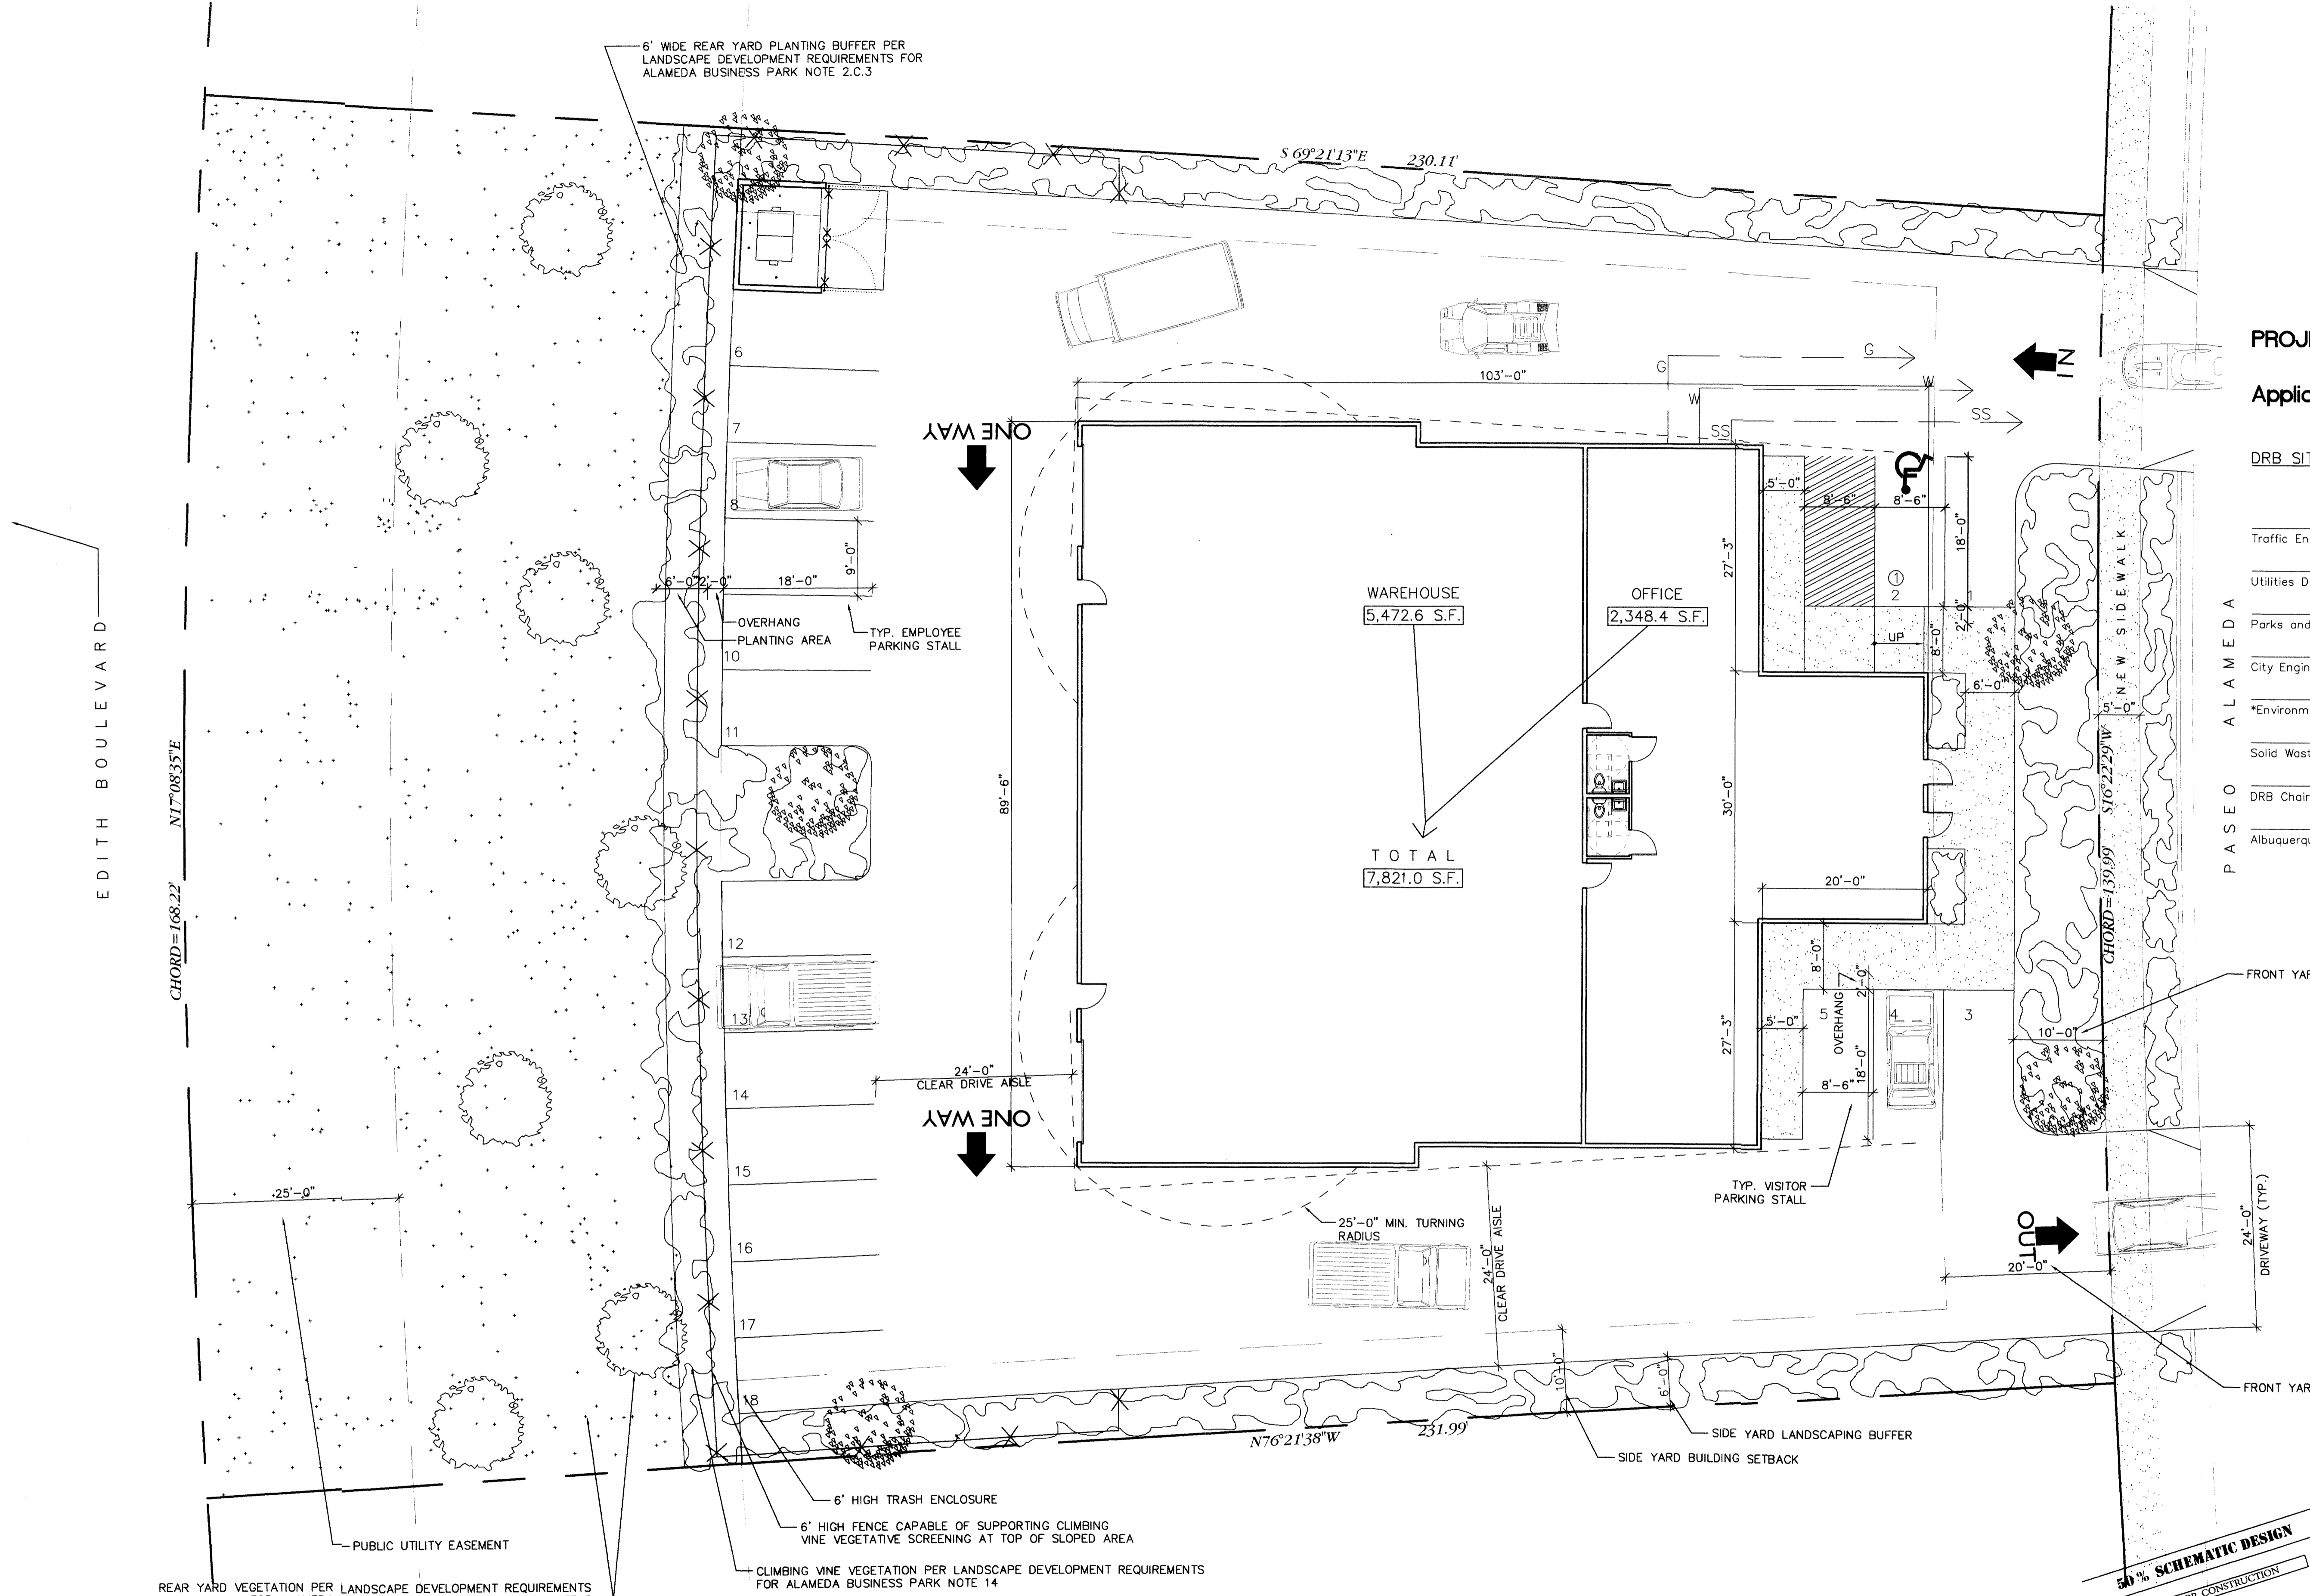 6' WIDE REAR YARD PLANTING BUFFER PER
LANDSCAPE DEVELOPMENT REQUIREMENTS FOR
ALAMEDA BUSINESS PARK NOTE 2.C.3
S 69°21'13"E
230.11'
EDITH BOULEVARD
CHORD=168.22'
N17°08'35"E
6
7
8
10
11
12
13
14
15
16
17
18
ONE WAY
103'-0"
G
G
W
W
SS
SS
IN
PROJ
Applic
DRB SIT
Traffic En
Utilities D
Parks and
City Engin
*Environm
Solid Wast
DRB Chair
Albuquerqu
6'-0"
2'-0"
18'-0"
9'-0"
OVERHANG
PLANTING AREA
TYP. EMPLOYEE
PARKING STALL
WAREHOUSE
5,472.6 S.F.
OFFICE
2,348.4 S.F.
TOTAL
7,821.0 S.F.
89'-6"
27'-3"
30'-0"
27'-3"
5'-0"
8'-6"
8'-6"
18'-0"
2'-0"
1
2
1
UP
8'-0"
6'-0"
NEW SIDEWALK
5'-0"
PASEO ALAMEDA
S16°22'29"W
CHORD=139.99'
20'-0"
8'-0"
2'-0"
OVERHANG
5
4
3
5'-0"
8'-6"
18'-0"
10'-0"
FRONT YAR
24'-0"
CLEAR DRIVE AISLE
ONE WAY
TYP. VISITOR
PARKING STALL
25'-0"
25'-0" MIN. TURNING
RADIUS
24'-0"
CLEAR DRIVE AISLE
OUT
20'-0"
24'-0"
DRIVEWAY (TYP.)
FRONT YAR
10'-0"
6'-0"
N76°21'38"W
231.99'
SIDE YARD LANDSCAPING BUFFER
SIDE YARD BUILDING SETBACK
6' HIGH TRASH ENCLOSURE
6' HIGH FENCE CAPABLE OF SUPPORTING CLIMBING
VINE VEGETATIVE SCREENING AT TOP OF SLOPED AREA
PUBLIC UTILITY EASEMENT
CLIMBING VINE VEGETATION PER LANDSCAPE DEVELOPMENT REQUIREMENTS
FOR ALAMEDA BUSINESS PARK NOTE 14
REAR YARD VEGETATION PER LANDSCAPE DEVELOPMENT REQUIREMENTS
50% SCHEMATIC DESIGN
CONSTRUCTION